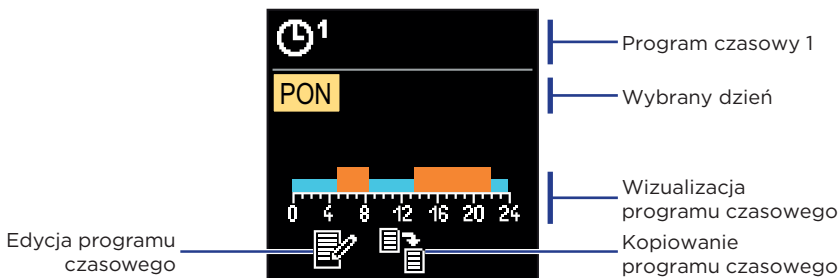 1
Program czasowy 1
PON
Wybrany dzień
Wizualizacja
programu czasowego
0 4 8 12 16 20 24
Edycja programu
czasowego
Kopiowanie
programu czasowego